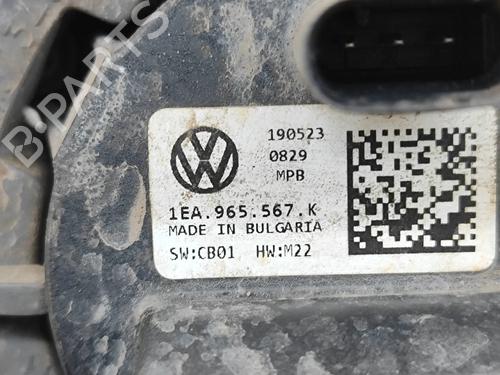 190523
0829
MPB
1EA.965.567.K
MADE IN BULGARIA
SW:CB01 HW:M22
B-PARTS